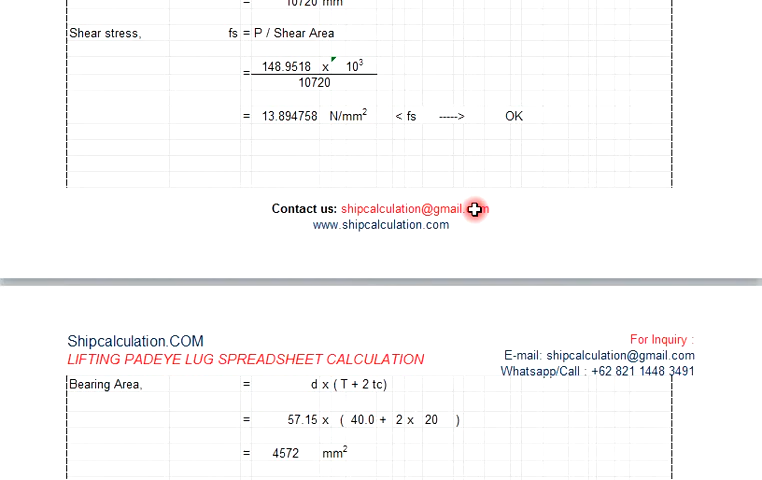 = 10720 mm
Shear stress, fs = P / Shear Area
= 148.9518 x 10³
10720
= 13.894758 N/mm² < fs -----> OK
Contact us: shipcalculation@gmail.
www.shipcalculation.com
Shipcalculation.COM
LIFTING PADEYE LUG SPREADSHEET CALCULATION
For Inquiry :
E-mail: shipcalculation@gmail.com
Whatsapp/Call : +62 821 1448 3491
Bearing Area, = d x ( T + 2 tc)
= 57.15 x ( 40.0 + 2 x 20 )
= 4572 mm²